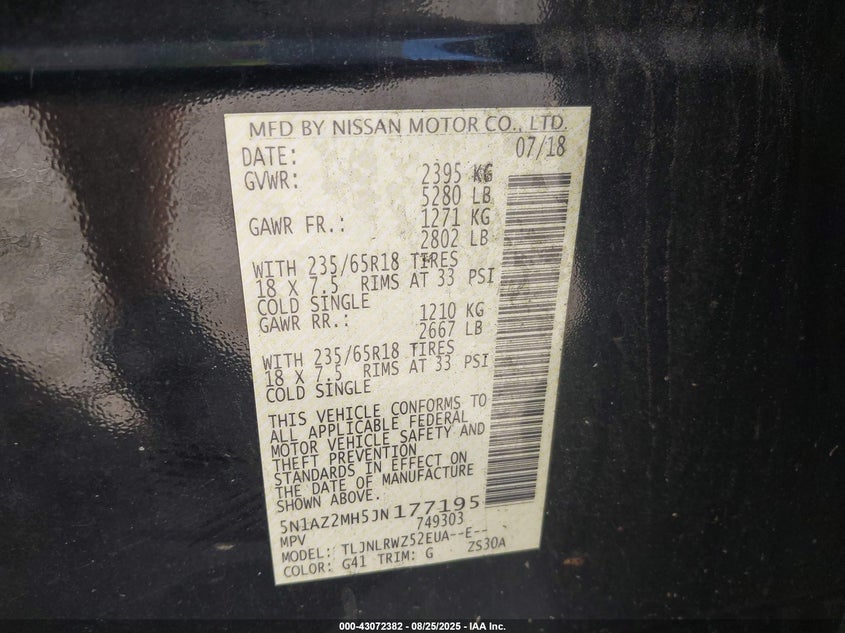 MFD BY NISSAN MOTOR CO., LTD.
DATE: 07/18
GVWR: 2395 KG
5280 LB
GAWR FR.: 1271 KG
2802 LB
WITH 235/65R18 TIRES
18 X 7.5 RIMS AT 33 PSI
COLD SINGLE
GAWR RR.: 1210 KG
2667 LB
WITH 235/65R18 TIRES
18 X 7.5 RIMS AT 33 PSI
COLD SINGLE
THIS VEHICLE CONFORMS TO
ALL APPLICABLE FEDERAL
MOTOR VEHICLE SAFETY AND
THEFT PREVENTION
STANDARDS IN EFFECT ON
THE DATE OF MANUFACTURE
SHOWN ABOVE.
5N1AZ2MH5JN177195
MPV 749303
MODEL: TLJNLRWZ52EUA--E--
COLOR: G41 TRIM: G ZS30A
000-43072382 - 08/25/2025 - IAA Inc.